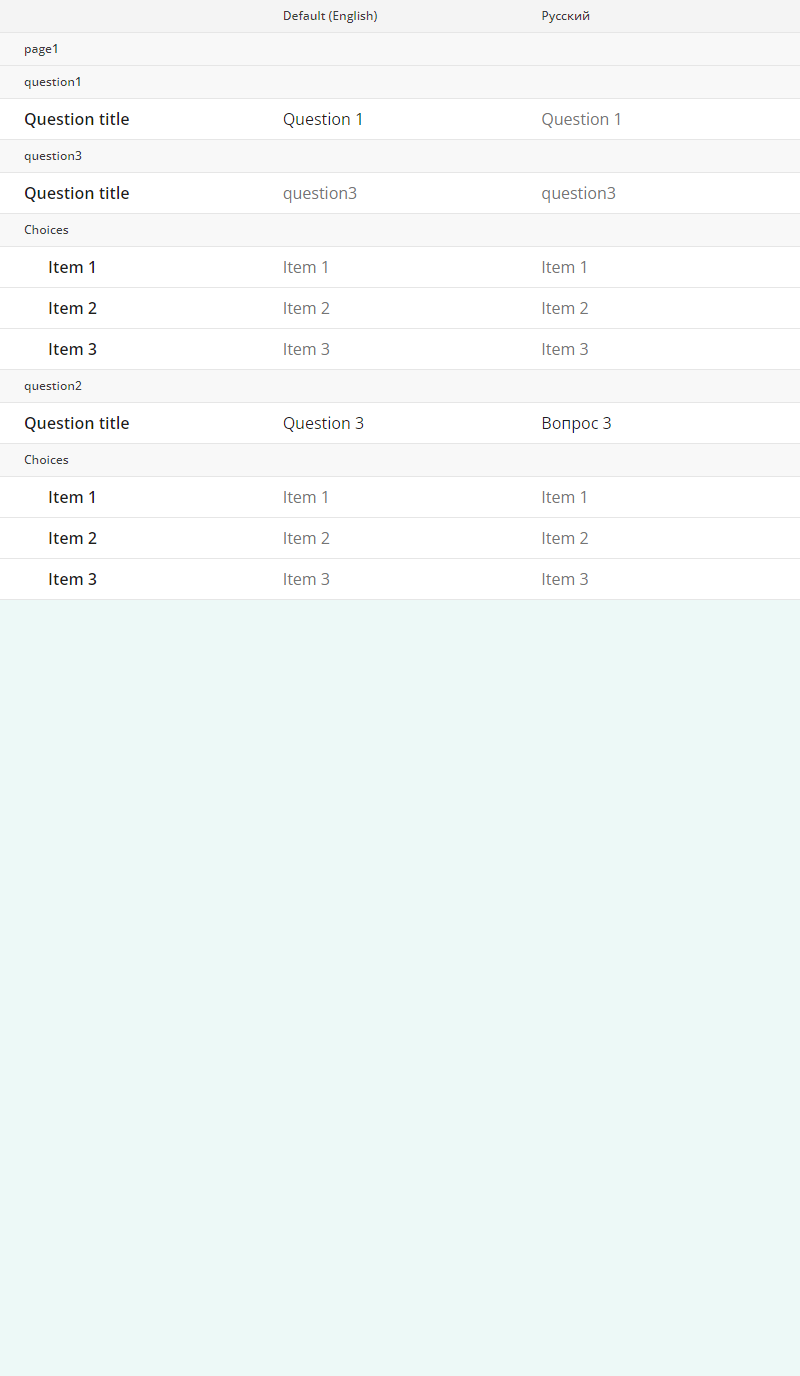 Default (English) Русский
page1
question1
Question title Question 1 Question 1
question3
Question title question3 question3
Choices
Item 1 Item 1 Item 1
Item 2 Item 2 Item 2
Item 3 Item 3 Item 3
question2
Question title Question 3 Вопрос 3
Choices
Item 1 Item 1 Item 1
Item 2 Item 2 Item 2
Item 3 Item 3 Item 3